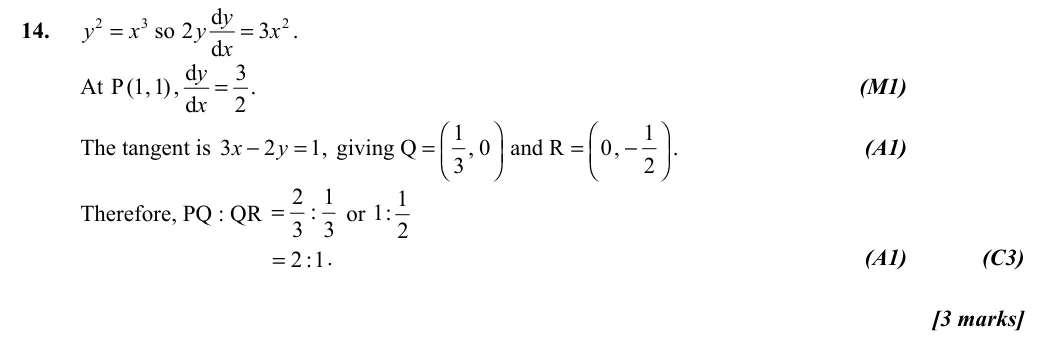 14. y² = x³ so 2y dy/dx = 3x².
At P(1, 1), dy/dx = 3/2. (M1)
The tangent is 3x − 2y = 1, giving Q = (1/3, 0) and R = (0, −1/2). (A1)
Therefore, PQ : QR = 2/3 : 1/3 or 1 : 1/2
= 2 : 1. (A1) (C3)
[3 marks]